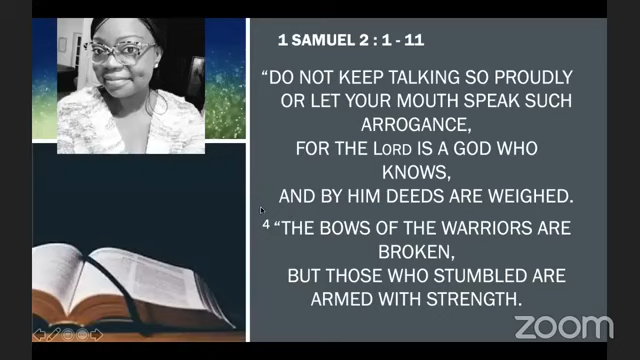 1 SAMUEL 2 : 1 - 11
“DO NOT KEEP TALKING SO PROUDLY
OR LET YOUR MOUTH SPEAK SUCH
ARROGANCE,
FOR THE LORD IS A GOD WHO
KNOWS,
AND BY HIM DEEDS ARE WEIGHED.
4 “THE BOWS OF THE WARRIORS ARE
BROKEN,
BUT THOSE WHO STUMBLED ARE
ARMED WITH STRENGTH.
zoom